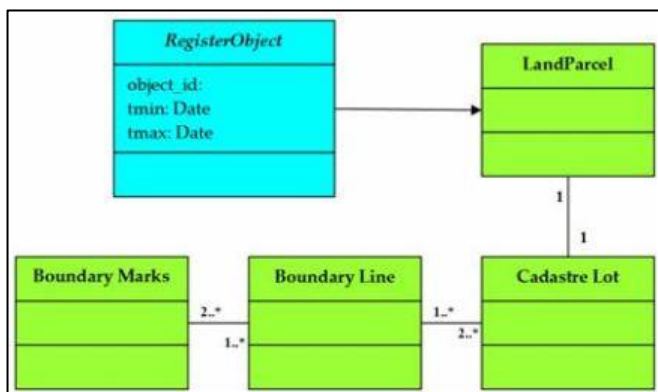 RegisterObject
object_id:
tmin: Date
tmax: Date
LandParcel
1
1
Boundary Marks
2..*
1..*
Boundary Line
1..*
2..*
Cadastre Lot